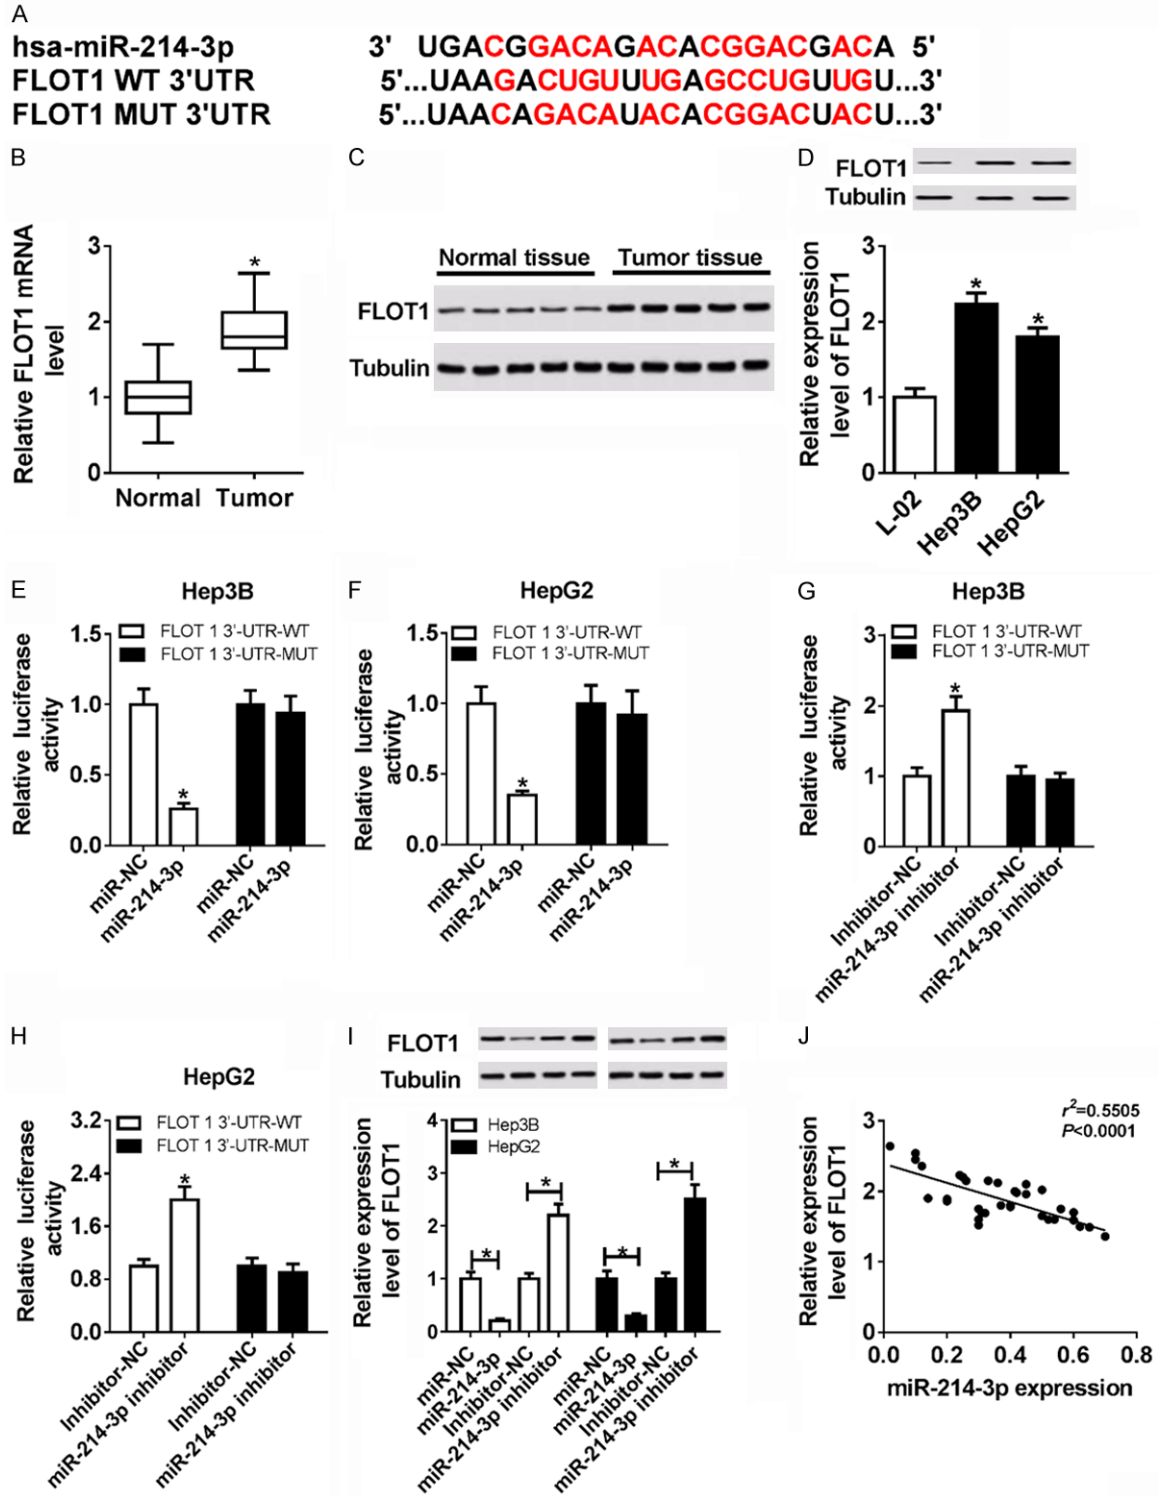 A
hsa-miR-214-3p 3' UGACGGACAGACACGGACGACA 5'
FLOT1 WT 3'UTR 5'...UAAGACUGUUUGAGCCUGUUGU...3'
FLOT1 MUT 3'UTR 5'...UAACAGACAUACACGGACUACU...3'
B
Relative FLOT1 mRNA
level
3
2
1
0
*
Normal Tumor
C
Normal tissue Tumor tissue
FLOT1
Tubulin
D
FLOT1
Tubulin
Relative expression
level of FLOT1
3
2
1
0
*
*
L-02
Hep3B
HepG2
E
Hep3B
FLOT 1 3'-UTR-WT
FLOT 1 3'-UTR-MUT
Relative luciferase
activity
1.5
1.0
0.5
0.0
*
miR-NC
miR-214-3p
miR-NC
miR-214-3p
F
HepG2
FLOT 1 3'-UTR-WT
FLOT 1 3'-UTR-MUT
Relative luciferase
activity
1.5
1.0
0.5
0.0
*
miR-NC
miR-214-3p
miR-NC
miR-214-3p
G
Hep3B
FLOT 1 3'-UTR-WT
FLOT 1 3'-UTR-MUT
Relative luciferase
activity
3
2
1
0
*
Inhibitor-NC
miR-214-3p inhibitor
Inhibitor-NC
miR-214-3p inhibitor
H
HepG2
FLOT 1 3'-UTR-WT
FLOT 1 3'-UTR-MUT
Relative luciferase
activity
3.2
2.4
1.6
0.8
0.0
*
Inhibitor-NC
miR-214-3p inhibitor
Inhibitor-NC
miR-214-3p inhibitor
I
FLOT1
Tubulin
Hep3B
HepG2
Relative expression
level of FLOT1
4
3
2
1
0
*
*
*
*
miR-NC
miR-214-3p
Inhibitor-NC
miR-214-3p inhibitor
miR-NC
miR-214-3p
Inhibitor-NC
miR-214-3p inhibitor
J
r²=0.5505
P<0.0001
Relative expression
level of FLOT1
3
2
1
0
0.0 0.2 0.4 0.6 0.8
miR-214-3p expression